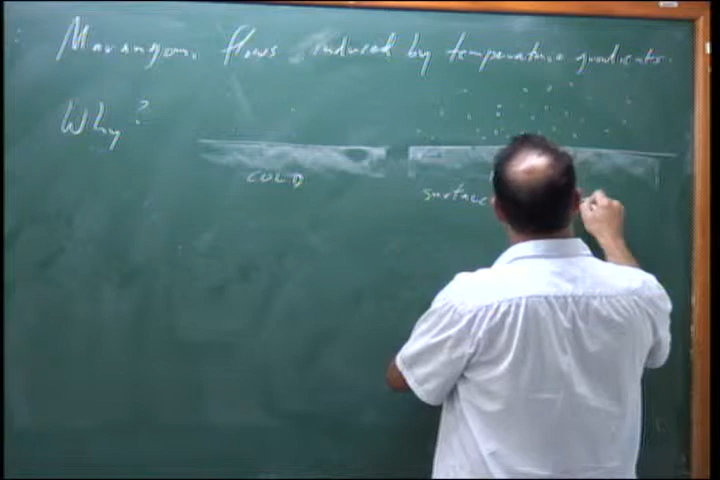 Marangoni flows induced by temperature gradients.
Why?
COLD
surface